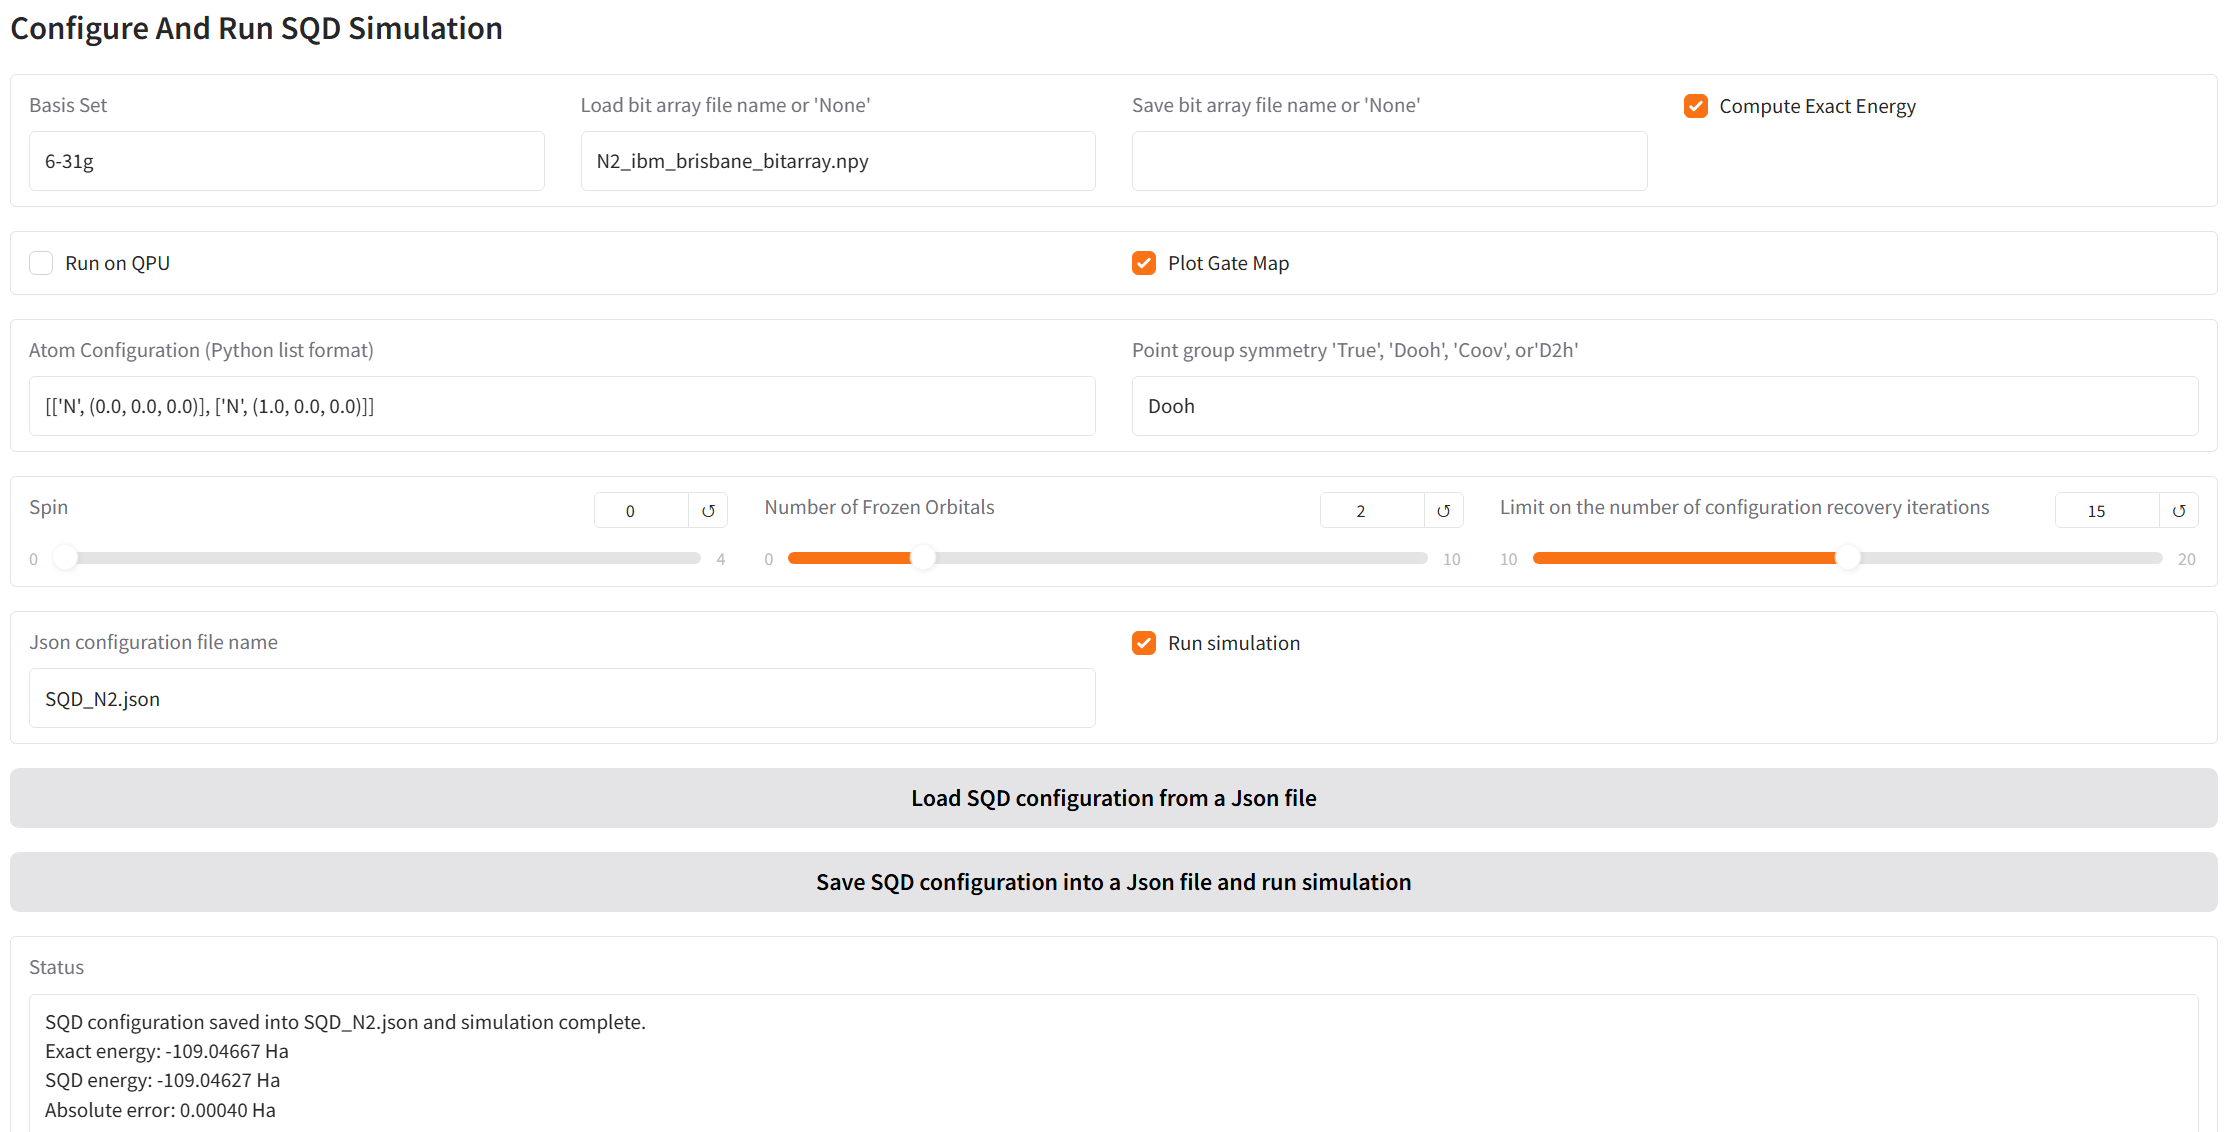 Configure And Run SQD Simulation
Basis Set
Load bit array file name or 'None'
Save bit array file name or 'None'
Compute Exact Energy
6-31g
N2_ibm_brisbane_bitarray.npy
Run on QPU
Plot Gate Map
Atom Configuration (Python list format)
Point group symmetry 'True', 'Dooh', 'Coov', or'D2h'
[['N', (0.0, 0.0, 0.0)], ['N', (1.0, 0.0, 0.0)]]
Dooh
Spin
0
Number of Frozen Orbitals
2
Limit on the number of configuration recovery iterations
15
0
4
0
10
10
20
Json configuration file name
Run simulation
SQD_N2.json
Load SQD configuration from a Json file
Save SQD configuration into a Json file and run simulation
Status
SQD configuration saved into SQD_N2.json and simulation complete.
Exact energy: -109.04667 Ha
SQD energy: -109.04627 Ha
Absolute error: 0.00040 Ha